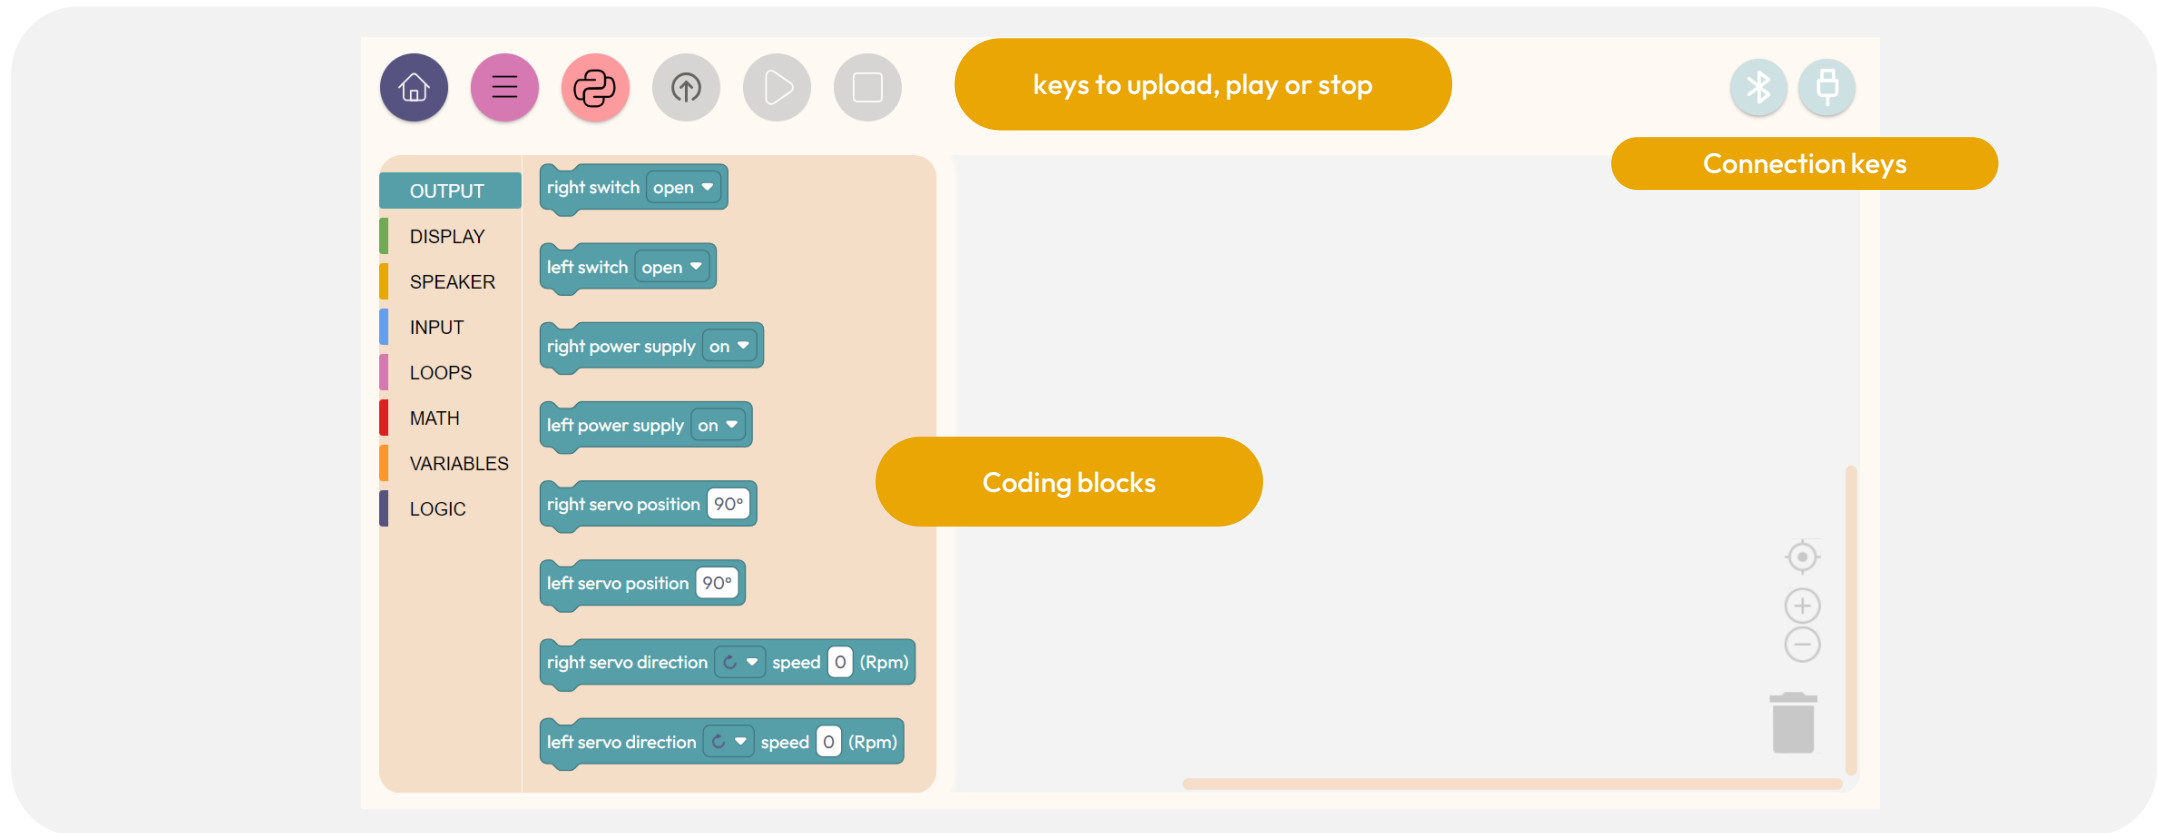 keys to upload, play or stop
Connection keys
OUTPUT
DISPLAY
SPEAKER
INPUT
LOOPS
MATH
VARIABLES
LOGIC
right switch open
left switch open
right power supply on
left power supply on
right servo position 90°
left servo position 90°
right servo direction speed 0 (Rpm)
left servo direction speed 0 (Rpm)
Coding blocks